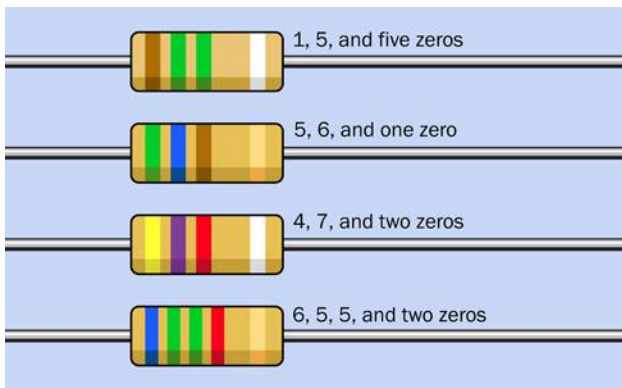 1, 5, and five zeros
5, 6, and one zero
4, 7, and two zeros
6, 5, 5, and two zeros